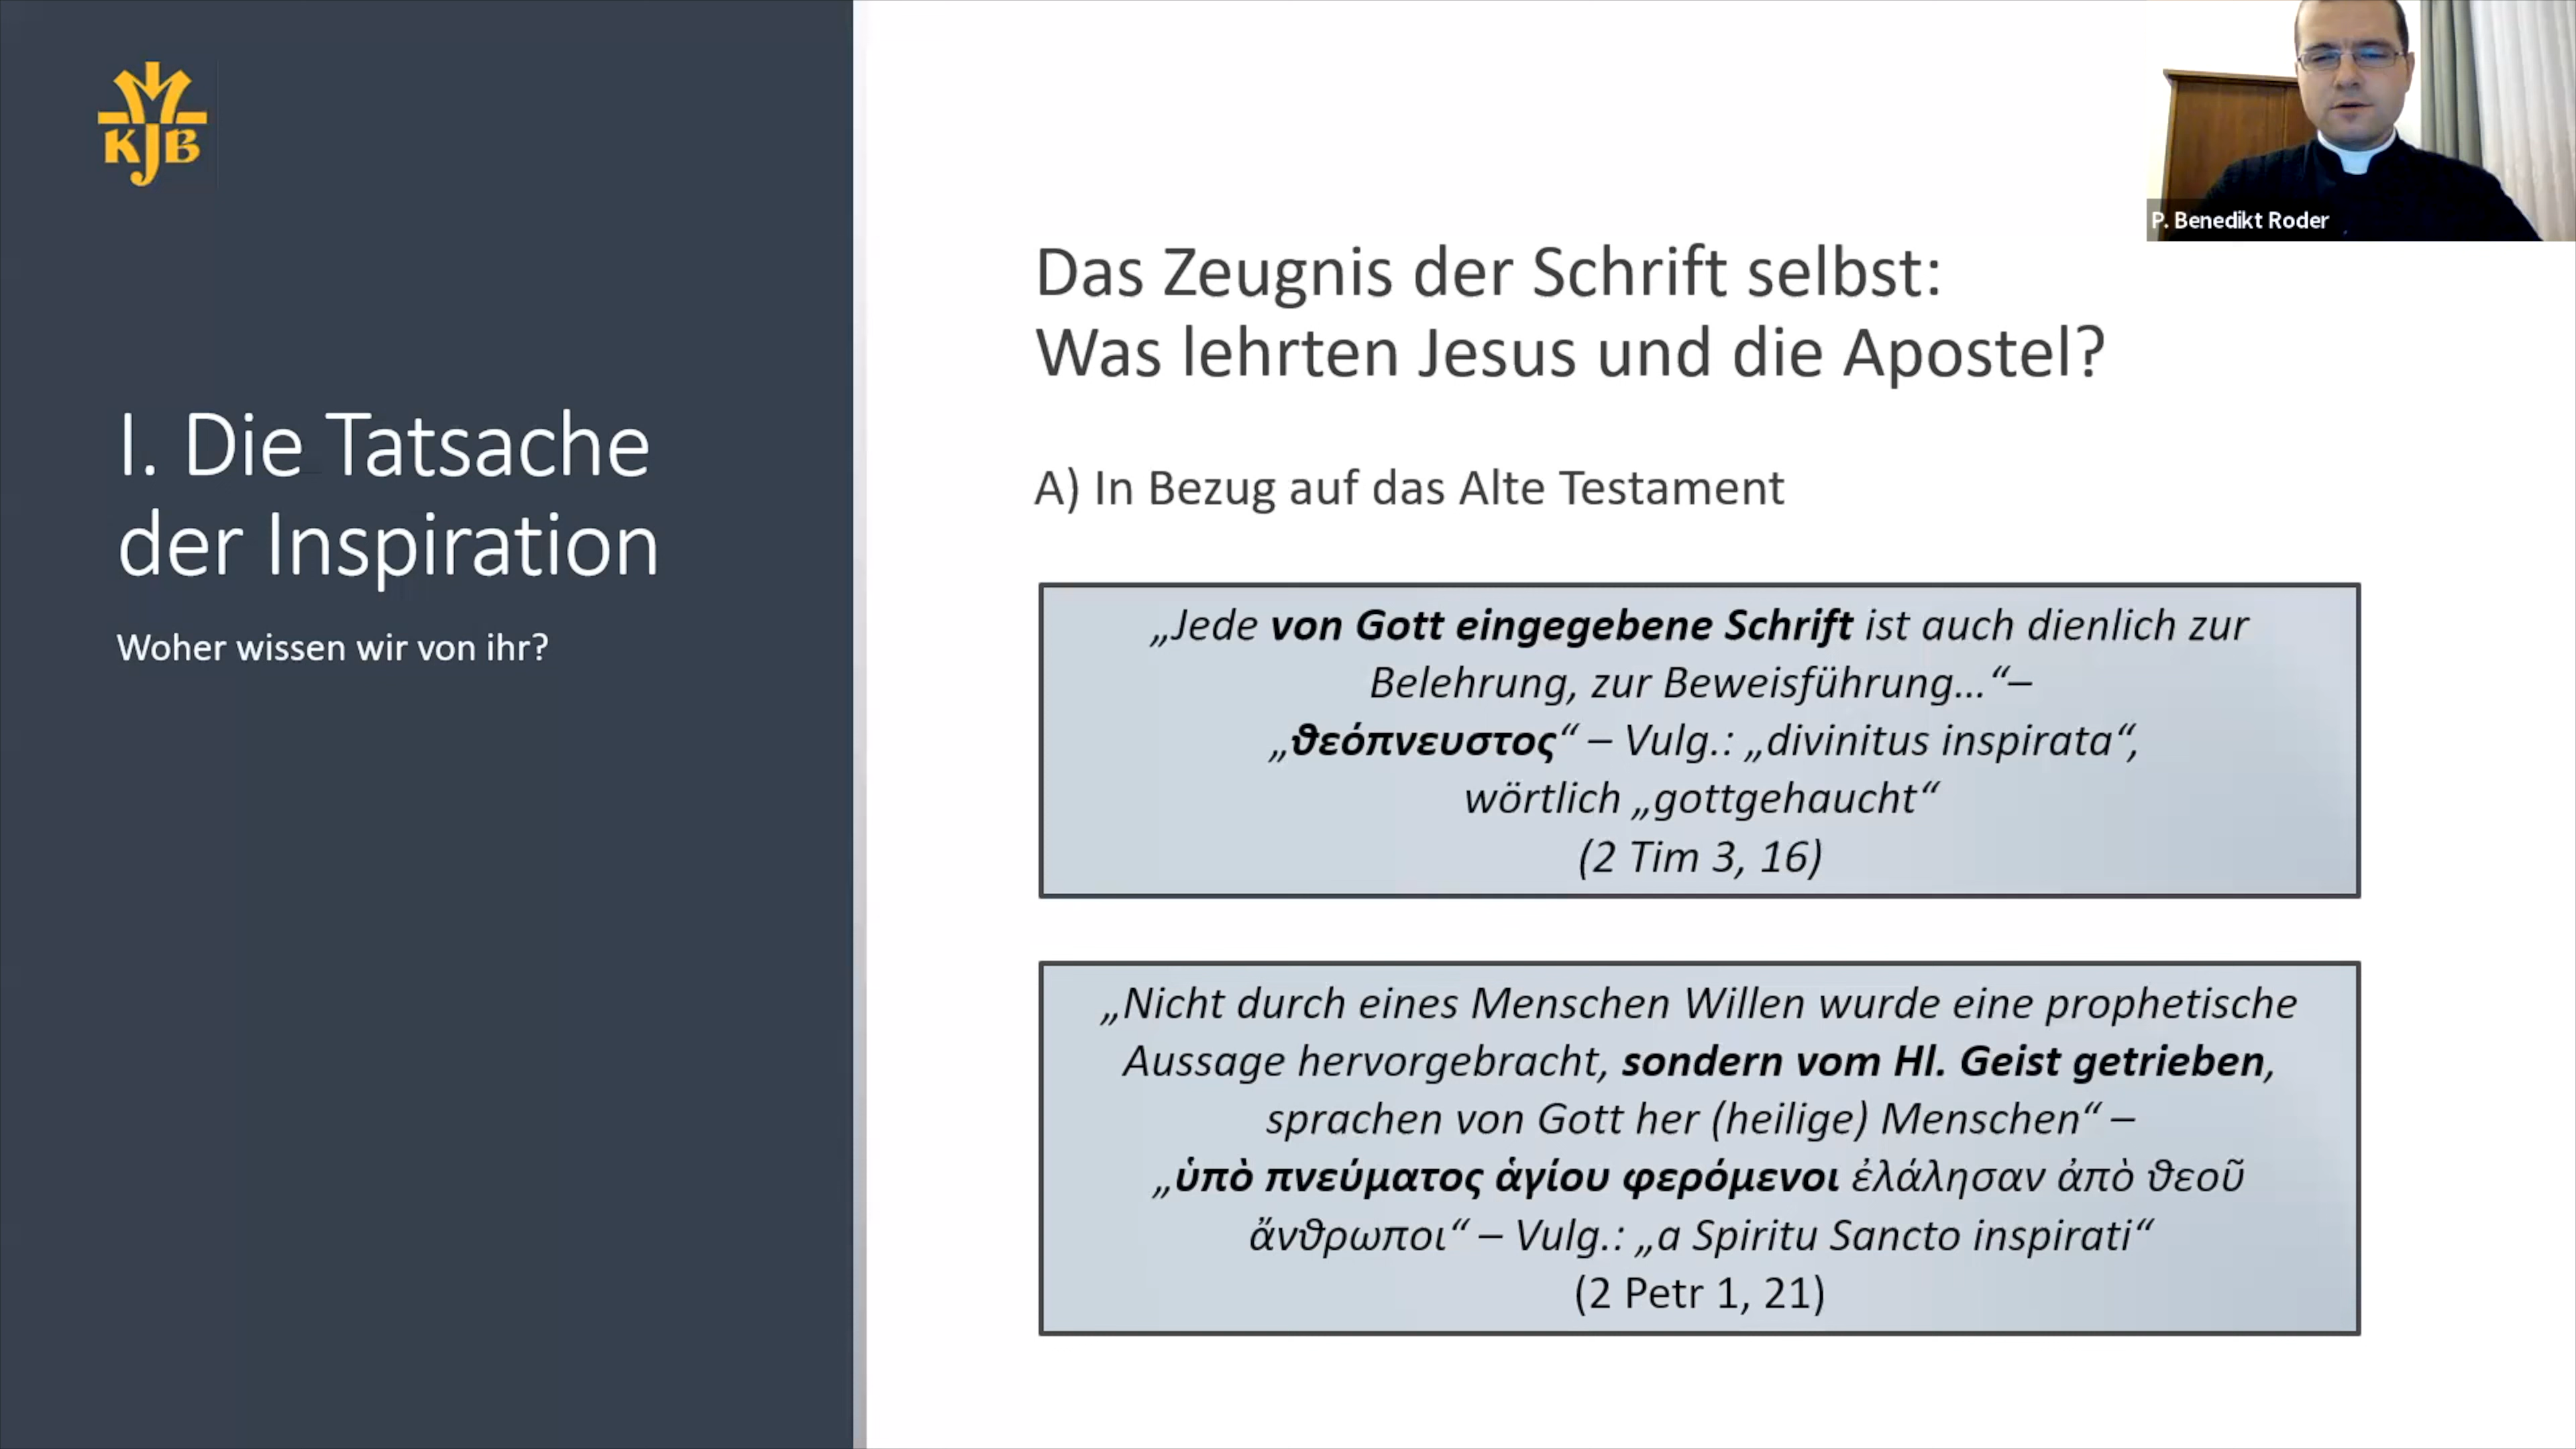 KJB
I. Die Tatsache
der Inspiration
Woher wissen wir von ihr?
P. Benedikt Roder
Das Zeugnis der Schrift selbst:
Was lehrten Jesus und die Apostel?
A) In Bezug auf das Alte Testament
„Jede von Gott eingegebene Schrift ist auch dienlich zur
Belehrung, zur Beweisführung…“–
„θεόπνευστος“ – Vulg.: „divinitus inspirata“,
wörtlich „gottgehaucht“
(2 Tim 3, 16)
„Nicht durch eines Menschen Willen wurde eine prophetische
Aussage hervorgebracht, sondern vom Hl. Geist getrieben,
sprachen von Gott her (heilige) Menschen“ –
„ὑπὸ πνεύματος ἁγίου φερόμενοι ἐλάλησαν ἀπὸ θεοῦ
ἄνθρωποι“ – Vulg.: „a Spiritu Sancto inspirati“
(2 Petr 1, 21)